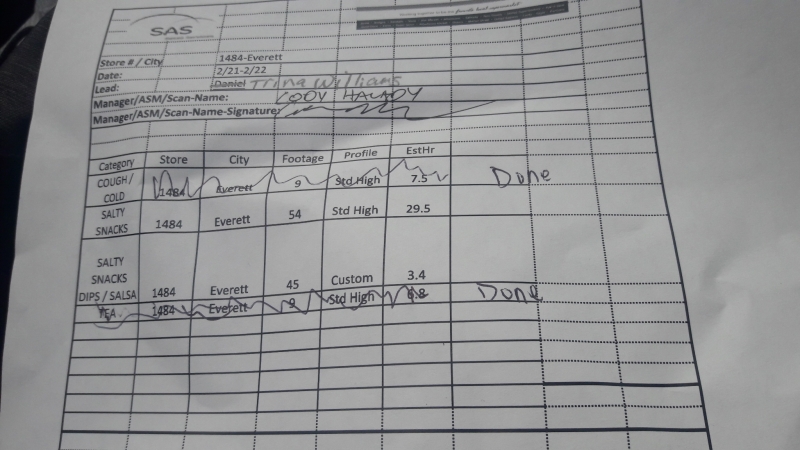 SAS
Store # / City 1484-Everett
Date: 2/21-2/22
Lead: Daniel Trina Williams
Manager/ASM/Scan-Name: CODY
Manager/ASM/Scan-Name-Signature:
Category Store City Footage Profile EstHr
COUGH / COLD 1484 Everett 9 Std High 7.5 Done
SALTY SNACKS 1484 Everett 54 Std High 29.5
SALTY SNACKS DIPS / SALSA 1484 Everett 45 Custom 3.4
TEA 1484 Everett 9 Std High 6.8 Done